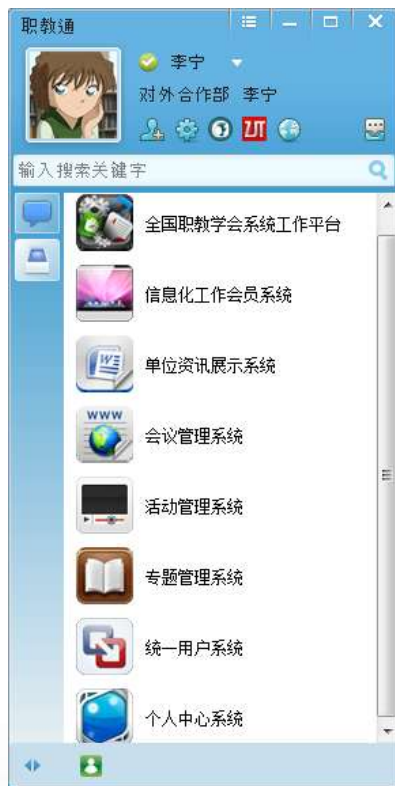 职教通
李宁
对外合作部 李宁
输入搜索关键字
全国职教学会系统工作平台
信息化工作会员系统
单位资讯展示系统
WWW
会议管理系统
活动管理系统
专题管理系统
统一用户系统
个人中心系统